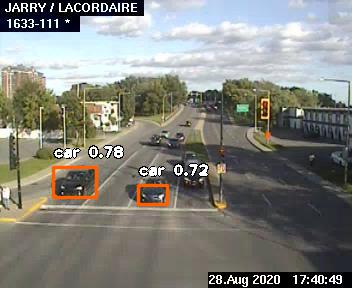 JARRY / LACORDAIRE
1633-111 *
car 0.78
car 0.72
28.Aug 2020 17:40:49